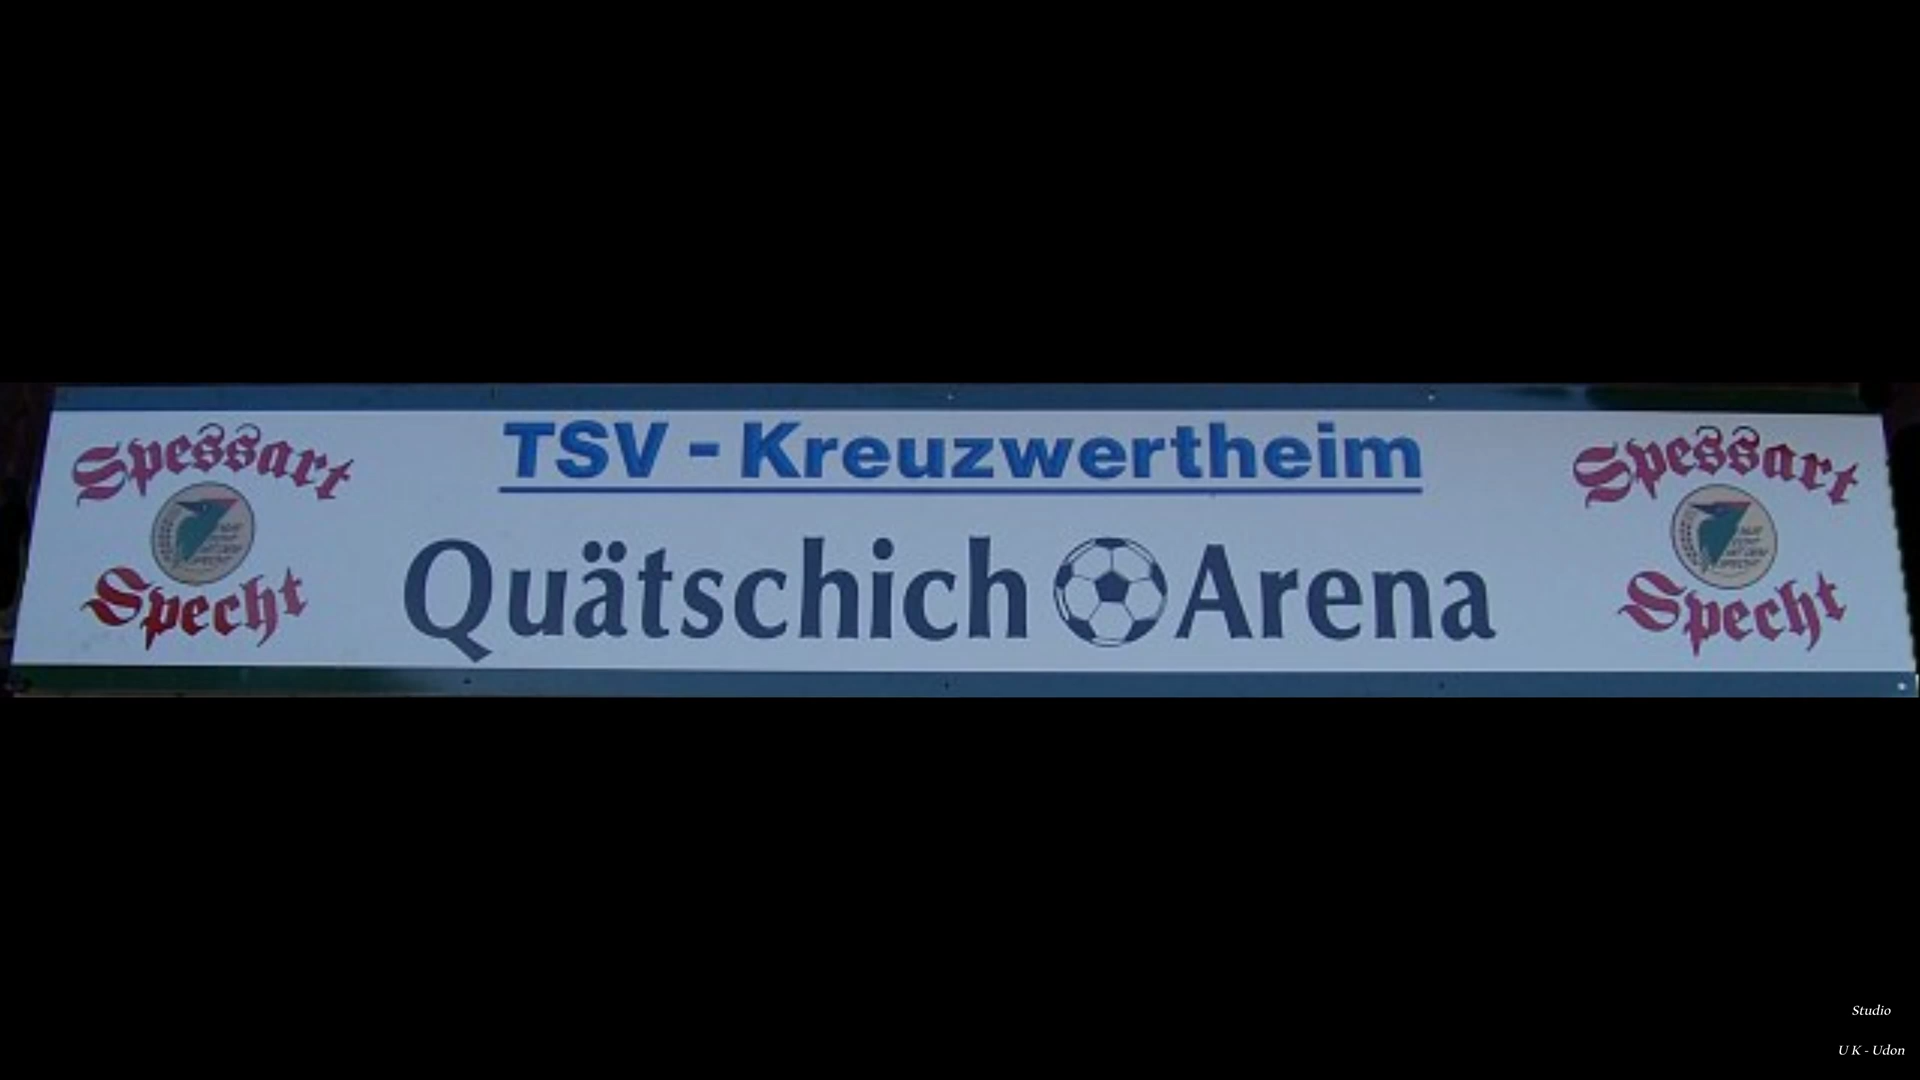 Spessart
Specht
TSV - Kreuzwertheim
Quätschich Arena
Spessart
Specht
Studio
U K - Udon